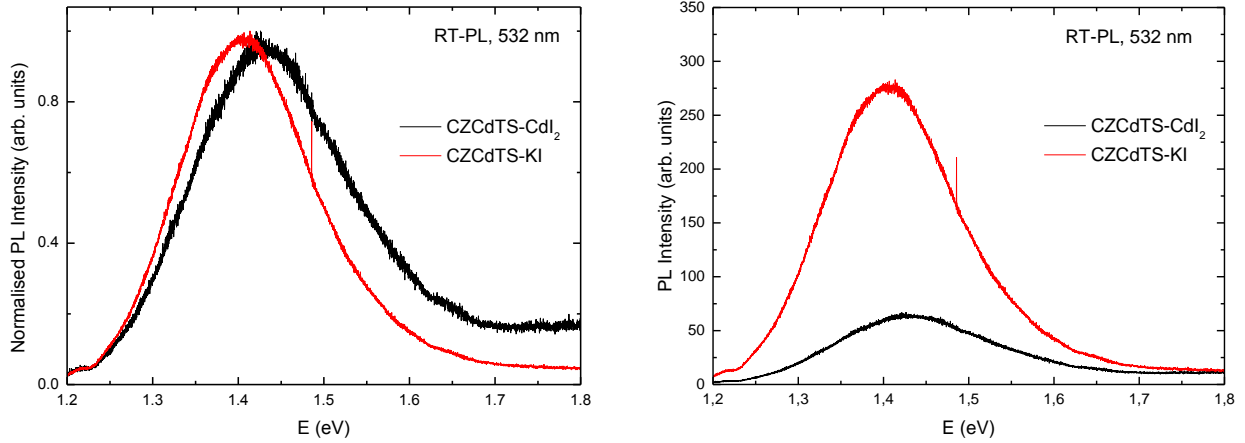 RT-PL, 532 nm
CZCdTS-CdI₂
CZCdTS-KI
Normalised PL Intensity (arb. units)
0.8
0.4
0.0
1.2 1.3 1.4 1.5 1.6 1.7 1.8
E (eV)
350
RT-PL, 532 nm
300
250
CZCdTS-CdI₂
CZCdTS-KI
200
PL Intensity (arb. units)
150
100
50
0
1,2 1,3 1,4 1,5 1,6 1,7 1,8
E (eV)